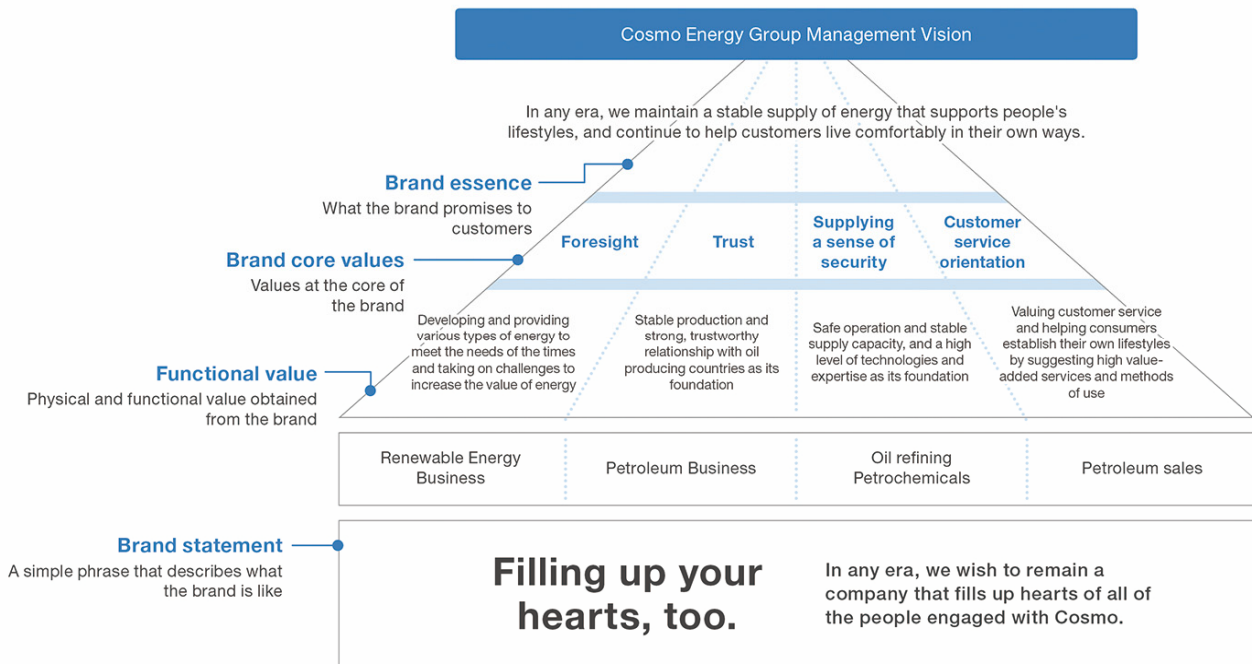 Cosmo Energy Group Management Vision
In any era, we maintain a stable supply of energy that supports people's
lifestyles, and continue to help customers live comfortably in their own ways.
Brand essence
What the brand promises to
customers
Brand core values
Values at the core of
the brand
Foresight
Trust
Supplying
a sense of
security
Customer
service
orientation
Functional value
Physical and functional value obtained
from the brand
Developing and providing
various types of energy to
meet the needs of the times
and taking on challenges to
increase the value of energy
Stable production and
strong, trustworthy
relationship with oil
producing countries as its
foundation
Safe operation and stable
supply capacity, and a high
level of technologies and
expertise as its foundation
Valuing customer service
and helping consumers
establish their own lifestyles
by suggesting high value-
added services and methods
of use
Renewable Energy
Business
Petroleum Business
Oil refining
Petrochemicals
Petroleum sales
Brand statement
A simple phrase that describes what
the brand is like
Filling up your
hearts, too.
In any era, we wish to remain a
company that fills up hearts of all of
the people engaged with Cosmo.